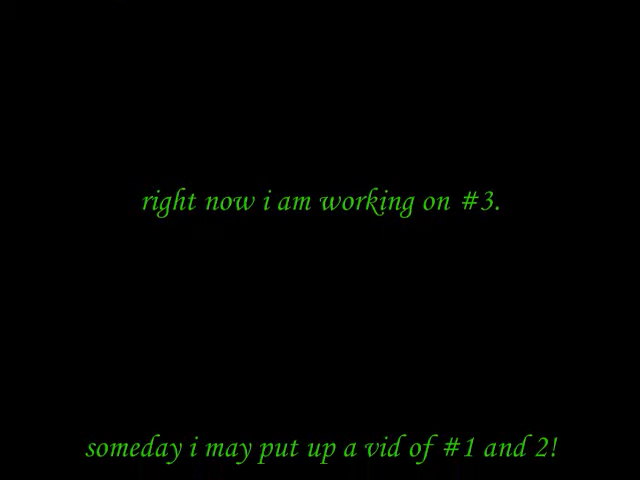 right now i am working on #3.
someday i may put up a vid of #1 and 2!